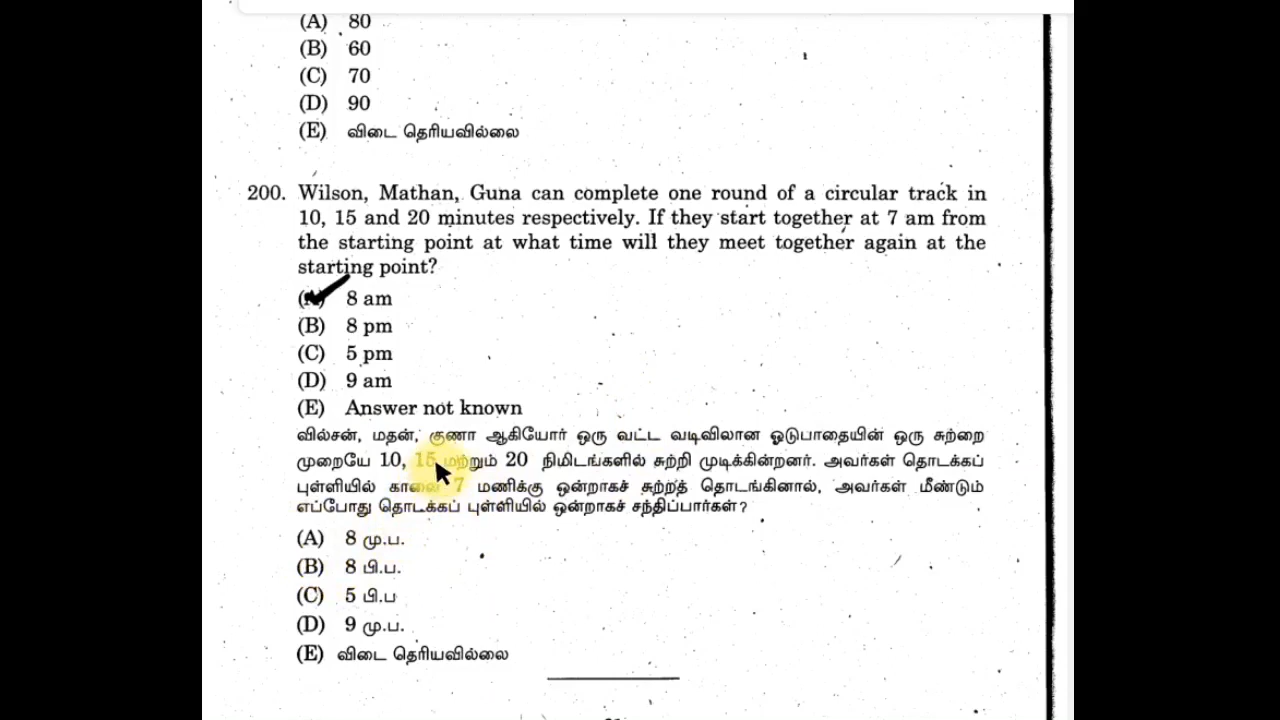 (A) 80
(B) 60
(C) 70
(D) 90
(E) விடை தெரியவில்லை
200. Wilson, Mathan, Guna can complete one round of a circular track in
10, 15 and 20 minutes respectively. If they start together at 7 am from
the starting point at what time will they meet together again at the
starting point?
(A) 8 am
(B) 8 pm
(C) 5 pm
(D) 9 am
(E) Answer not known
வில்சன், மதன், குணா ஆகியோர் ஒரு வட்ட வடிவிலான ஓடுபாதையின் ஒரு சுற்றை
முறையே 10, 15 மற்றும் 20 நிமிடங்களில் சுற்றி முடிக்கின்றனர். அவர்கள் தொடக்கப்
புள்ளியில் காலை 7 மணிக்கு ஒன்றாகச் சுற்றத் தொடங்கினால், அவர்கள் மீண்டும்
எப்போது தொடக்கப் புள்ளியில் ஒன்றாகச் சந்திப்பார்கள்?
(A) 8 மு.ப.
(B) 8 பி.ப.
(C) 5 பி.ப
(D) 9 மு.ப.
(E) விடை தெரியவில்லை